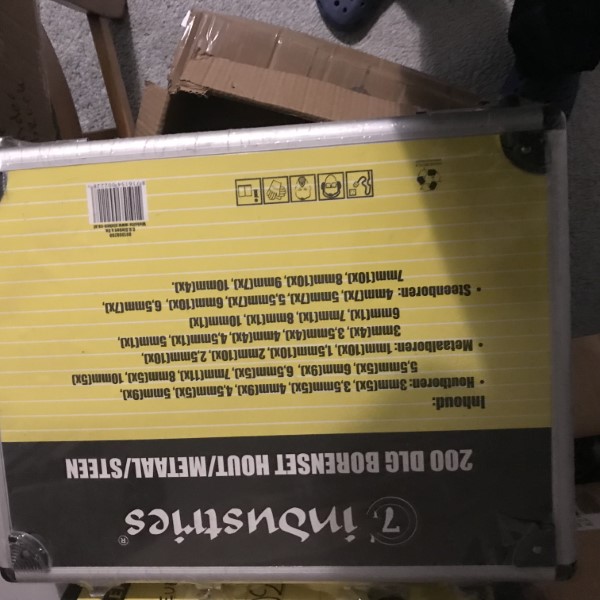 7. industries®
200 DLG BORENSET HOUT/METAAL/STEEN
Inhoud:
• Houtboren: 3mm(5x), 3,5mm(5x), 4mm(4x), 4,5mm(5x), 5mm(9x),
5,5mm(5x), 6mm(9x), 6,5mm(5x), 7mm(11x), 8mm(5x), 10mm(5x)
• Metaalboren: 1mm(10x), 1,5mm(10x), 2mm(10x), 2,5mm(10x),
3mm(4x), 3,5mm(4x), 4mm(4x), 4,5mm(1x), 5mm(1x),
6mm(1x), 7mm(1x), 8mm(1x), 10mm(1x)
• Steenboren: 4mm(7x), 5mm(7x), 5,5mm(7x), 6mm(10x), 6,5mm(7x),
7mm(10x), 8mm(10x), 9mm(7x), 10mm(4x).